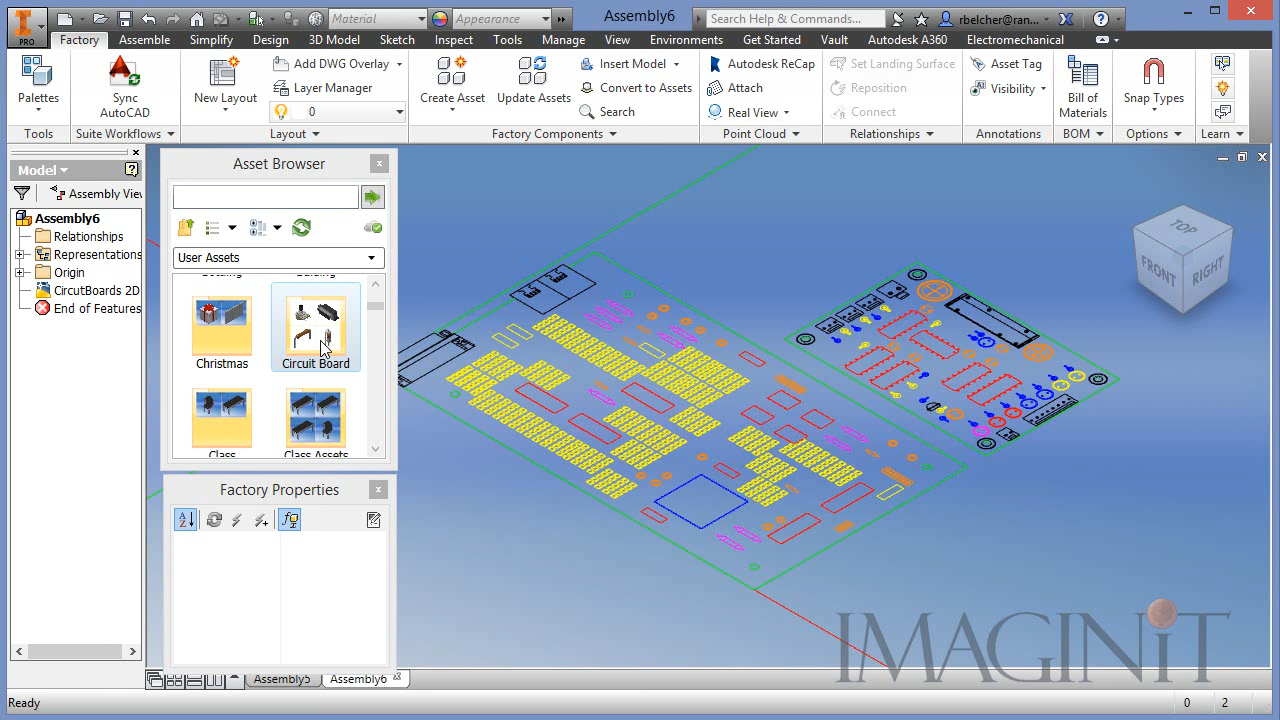 PRO
Material
Appearance
Assembly6
Search Help & Commands...
rbelcher@ran...
Factory Assemble Simplify Design 3D Model Sketch Inspect Tools Manage View Environments Get Started Vault Autodesk A360 Electromechanical
Palettes
Tools
Sync
AutoCAD
Suite Workflows
New Layout
Add DWG Overlay
Layer Manager
0
Layout
Create Asset
Update Assets
Insert Model
Convert to Assets
Search
Factory Components
Autodesk ReCap
Attach
Real View
Point Cloud
Set Landing Surface
Reposition
Connect
Relationships
Asset Tag
Visibility
Annotations
Bill of
Materials
BOM
Snap Types
Options
Learn
Model
Assembly View
Assembly6
Relationships
Representations
Origin
CircutBoards 2D
End of Features
Asset Browser
User Assets
Christmas
Circuit Board
Class
Class Assets
Factory Properties
TOP
FRONT
RIGHT
IMAGINiT
Assembly5
Assembly6
Ready
0
2